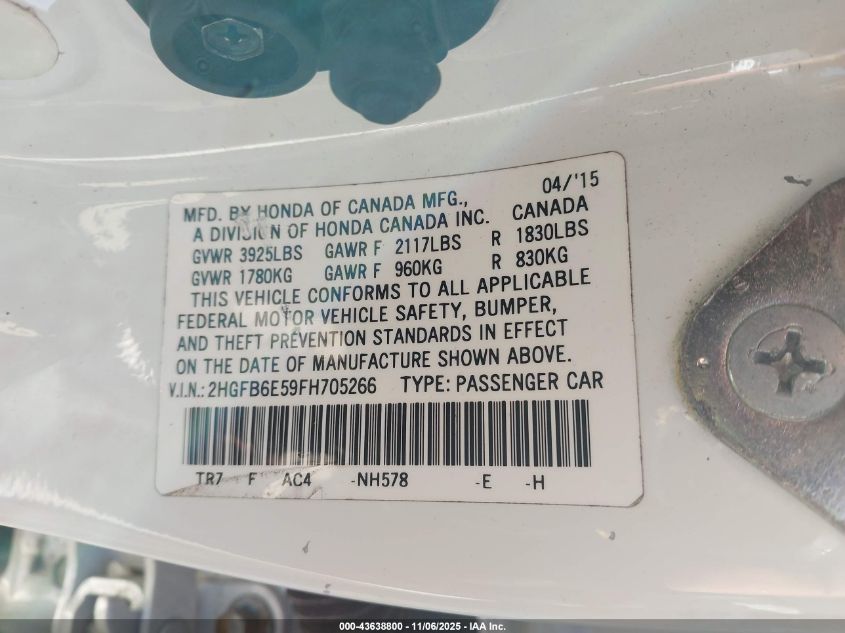 04/'15
MFD. BY HONDA OF CANADA MFG.,
A DIVISION OF HONDA CANADA INC. CANADA
GVWR 3925LBS GAWR F 2117LBS R 1830LBS
GVWR 1780KG GAWR F 960KG R 830KG
THIS VEHICLE CONFORMS TO ALL APPLICABLE
FEDERAL MOTOR VEHICLE SAFETY, BUMPER,
AND THEFT PREVENTION STANDARDS IN EFFECT
ON THE DATE OF MANUFACTURE SHOWN ABOVE.
V.I.N.: 2HGFB6E59FH705266 TYPE: PASSENGER CAR
TR7 F AC4 -NH578 -E -H
000-43638800 - 11/06/2025 - IAA Inc.